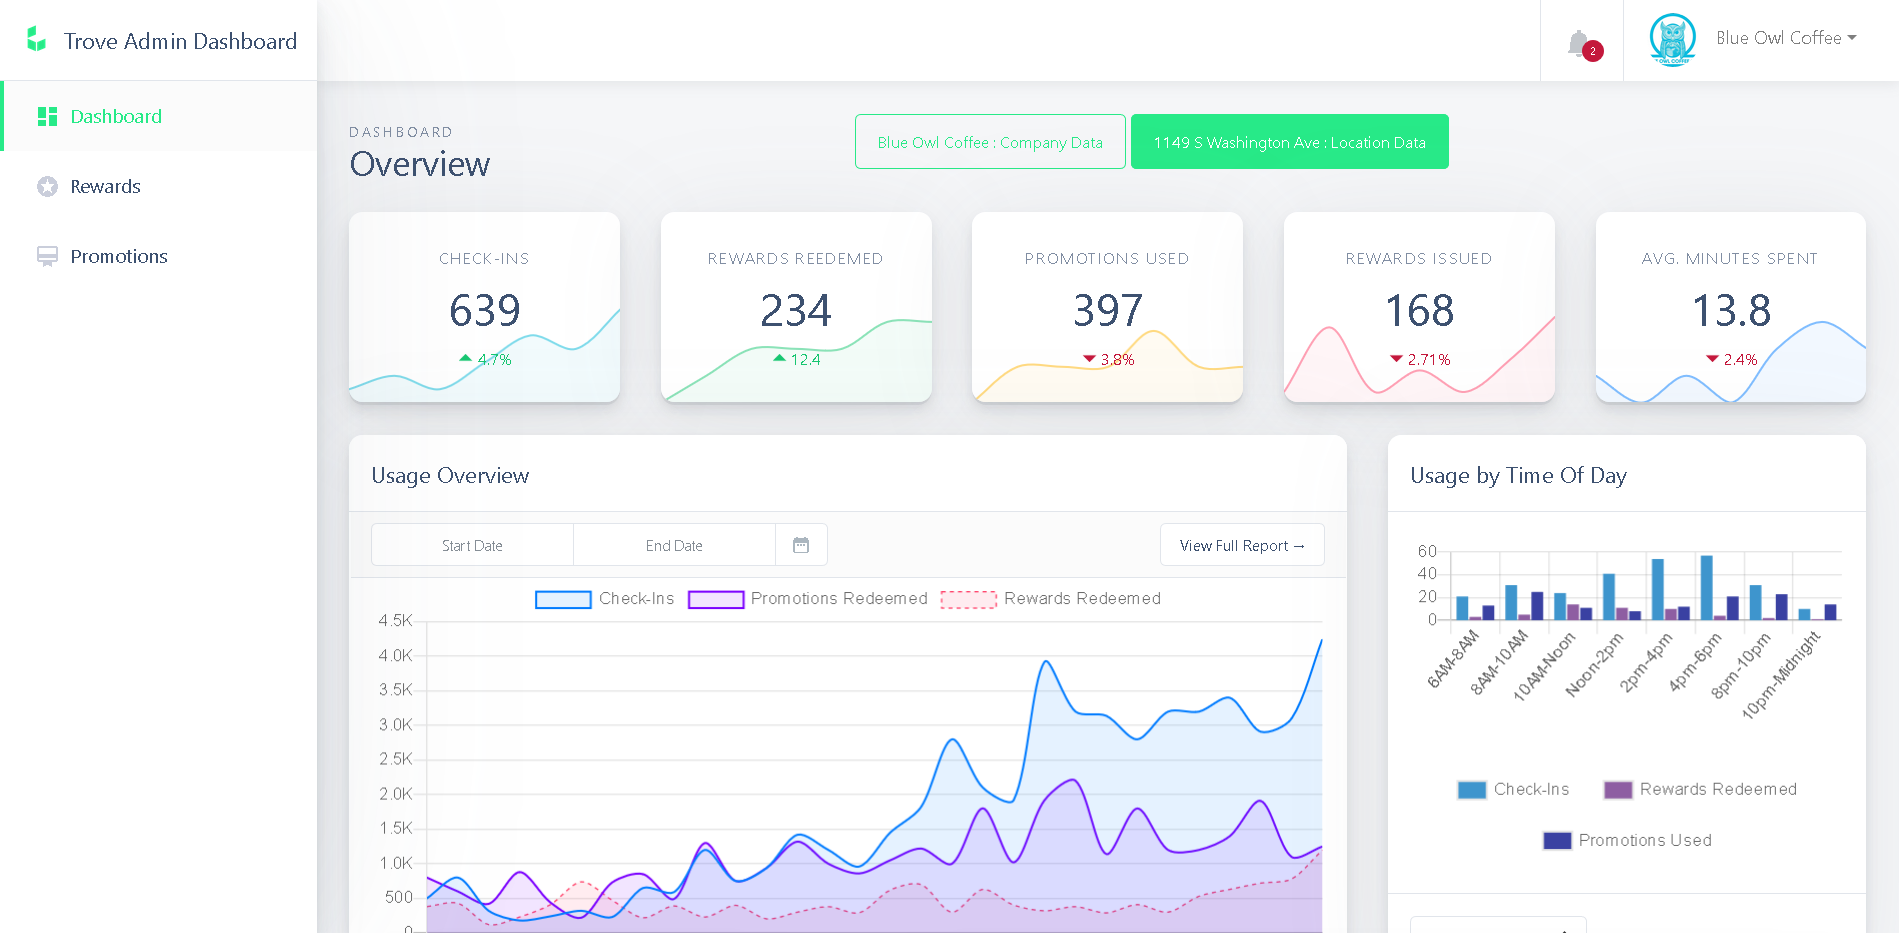 Trove Admin Dashboard
2
Blue Owl Coffee
Dashboard
Rewards
Promotions
DASHBOARD
Overview
Blue Owl Coffee : Company Data
1149 S Washington Ave : Location Data
CHECK-INS
639
4.7%
REWARDS REEDEMED
234
12.4
PROMOTIONS USED
397
3.8%
REWARDS ISSUED
168
2.71%
AVG. MINUTES SPENT
13.8
2.4%
Usage Overview
Start Date
End Date
View Full Report →
Check-Ins
Promotions Redeemed
Rewards Redeemed
4.5K
4.0K
3.5K
3.0K
2.5K
2.0K
1.5K
1.0K
500
0
Usage by Time Of Day
60
40
20
0
6AM-8AM
8AM-10AM
10AM-Noon
Noon-2pm
2pm-4pm
4pm-6pm
8pm-10pm
10pm-Midnight
Check-Ins
Rewards Redeemed
Promotions Used